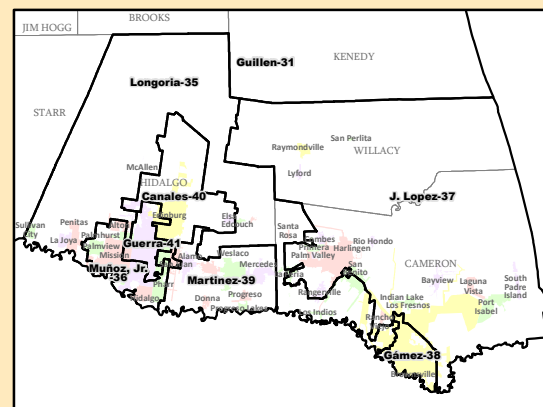 BROOKS
JIM HOGG
KENEDY
Guillen-31
Longoria-35
STARR
San Perlita
Raymondville
WILLACY
McAllen
Lyford
HIDALGO
Canales-40
J. Lopez-37
Edinburg
Elsa
Edcouch
Sullivan
City
Penitas
Alton
Santa
Rosa
Combes
Rio Hondo
La Joya
Palmhurst
Palmview
Guerra-41
Primera
Harlingen
Palm Valley
Mission
Alamo
Weslaco
CAMERON
Muñoz, Jr.
-36
Mercedes
San
Benito
Pharr
Martinez-39
Bayview
Laguna
Vista
South
Padre
Island
Hidalgo
Donna
Progreso
Rangerville
Indian Lake
Los Fresnos
Port
Isabel
Progreso Lakes
Los Indios
Rancho
Viejo
Gámez-38
Brownsville